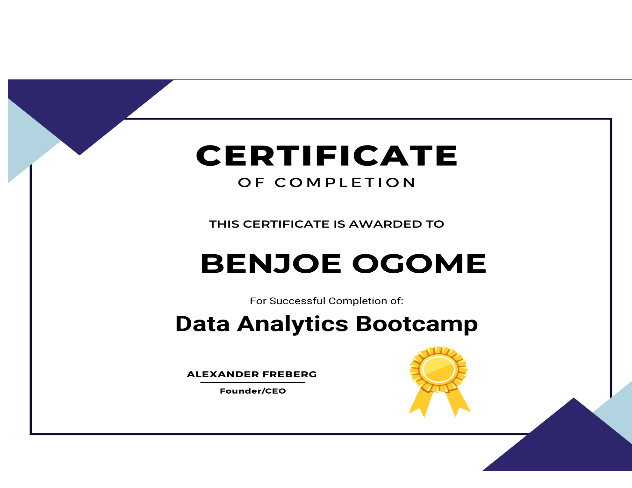 CERTIFICATE
OF COMPLETION
THIS CERTIFICATE IS AWARDED TO
BENJOE OGOME
For Successful Completion of:
Data Analytics Bootcamp
ALEXANDER FREBERG
Founder/CEO